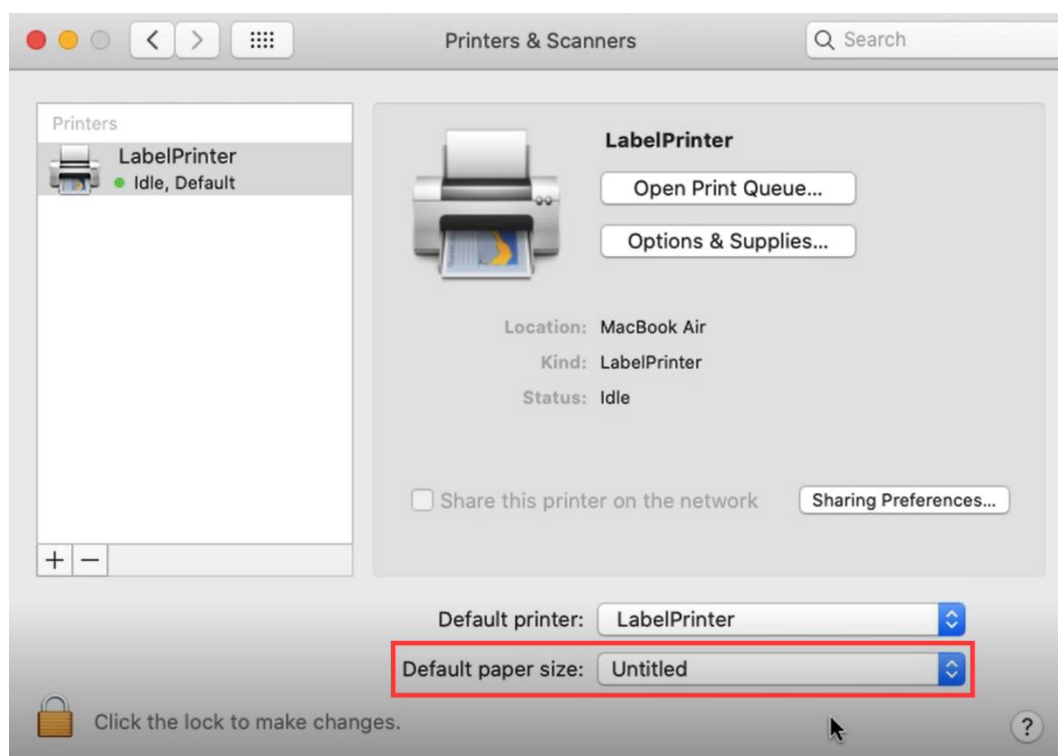 Printers & Scanners
Search
Printers
LabelPrinter
Idle, Default
LabelPrinter
Open Print Queue...
Options & Supplies...
Location: MacBook Air
Kind: LabelPrinter
Status: Idle
Share this printer on the network
Sharing Preferences...
Default printer: LabelPrinter
Default paper size: Untitled
Click the lock to make changes.
?